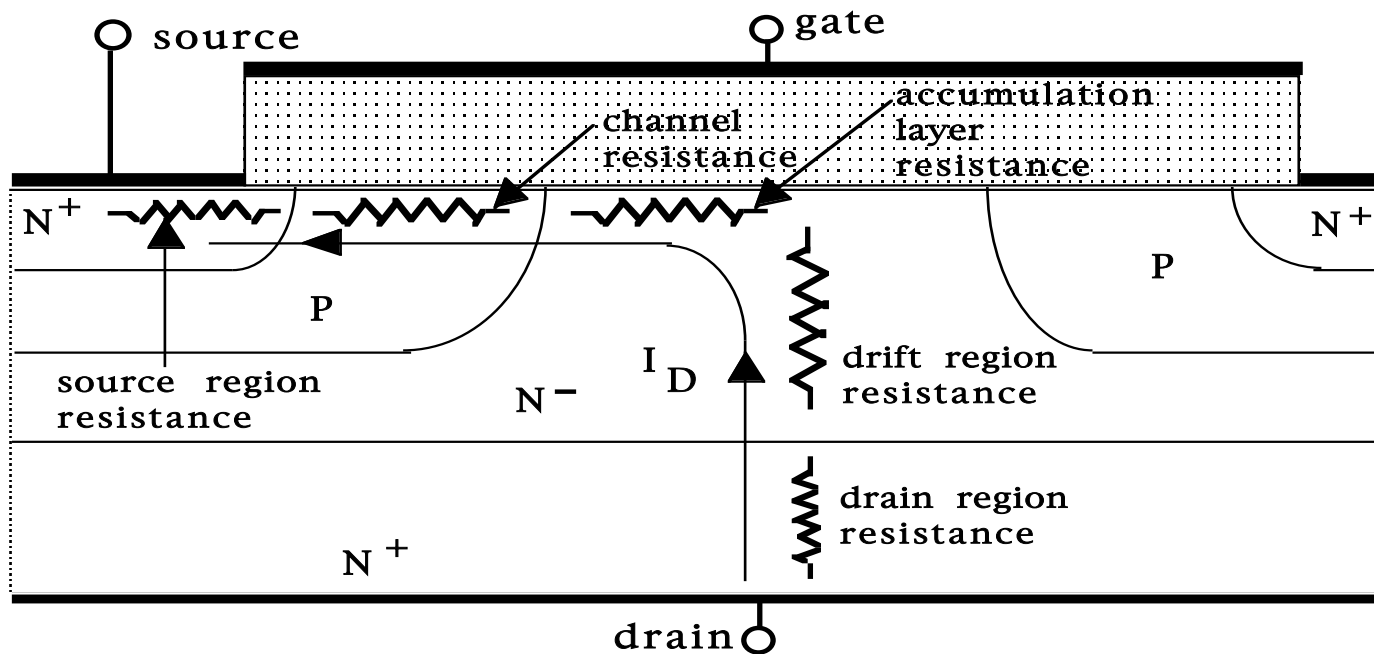 source
gate
accumulation
layer
resistance
channel
resistance
N+
N+
P
P
I D
source region
resistance
N−
drift region
resistance
drain region
resistance
N+
drain